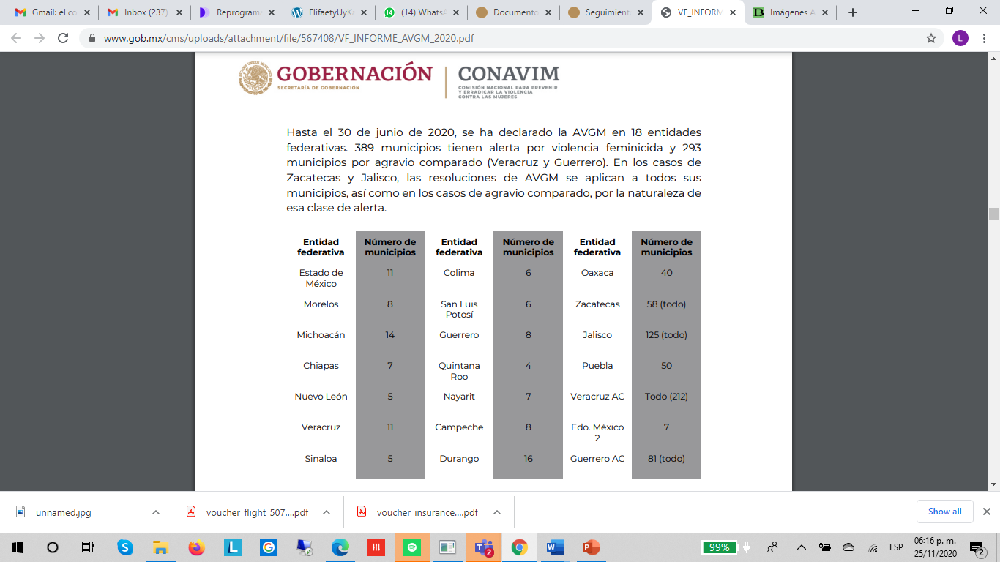 Gmail: el co
Inbox (237)
Reprograma
FlifaetyUyKa
(14) WhatsA
Documento
Seguimient
VF_INFORM
Imágenes A
www.gob.mx/cms/uploads/attachment/file/567408/VF_INFORME_AVGM_2020.pdf
L
GOBERNACIÓN
SECRETARÍA DE GOBERNACIÓN
CONAVIM
COMISIÓN NACIONAL PARA PREVENIR
Y ERRADICAR LA VIOLENCIA
CONTRA LAS MUJERES
Hasta el 30 de junio de 2020, se ha declarado la AVGM en 18 entidades
federativas. 389 municipios tienen alerta por violencia feminicida y 293
municipios por agravio comparado (Veracruz y Guerrero). En los casos de
Zacatecas y Jalisco, las resoluciones de AVGM se aplican a todos sus
municipios, así como en los casos de agravio comparado, por la naturaleza de
esa clase de alerta.
Entidad federativa Número de municipios Entidad federativa Número de municipios Entidad federativa Número de municipios
Estado de México 11 Colima 6 Oaxaca 40
Morelos 8 San Luis Potosí 6 Zacatecas 58 (todo)
Michoacán 14 Guerrero 8 Jalisco 125 (todo)
Chiapas 7 Quintana Roo 4 Puebla 50
Nuevo León 5 Nayarit 7 Veracruz AC Todo (212)
Veracruz 11 Campeche 8 Edo. México 2 7
Sinaloa 5 Durango 16 Guerrero AC 81 (todo)
unnamed.jpg
voucher_flight_507....pdf
voucher_insurance....pdf
Show all
99%
ESP
06:16 p. m.
25/11/2020
2